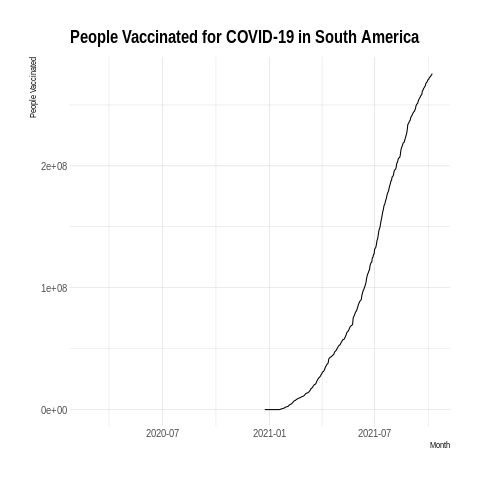 People Vaccinated for COVID-19 in South America
People Vaccinated
2e+08
1e+08
0e+00
2020-07
2021-01
2021-07
Month